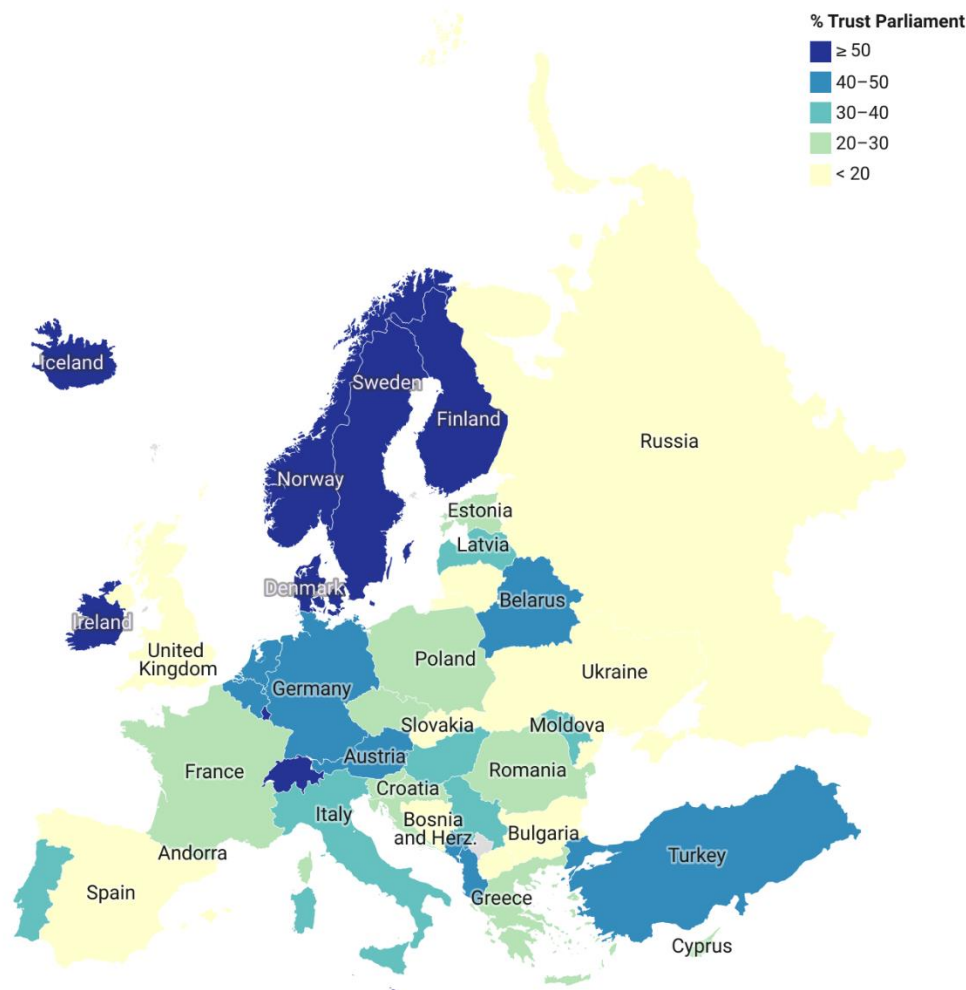 % Trust Parliament
≥ 50
40–50
30–40
20–30
< 20
Iceland
Sweden
Finland
Norway
Russia
Estonia
Latvia
Denmark
Belarus
Ireland
United
Kingdom
Poland
Ukraine
Germany
Slovakia
Moldova
Austria
France
Romania
Croatia
Italy
Bosnia
and Herz.
Bulgaria
Andorra
Turkey
Spain
Greece
Cyprus